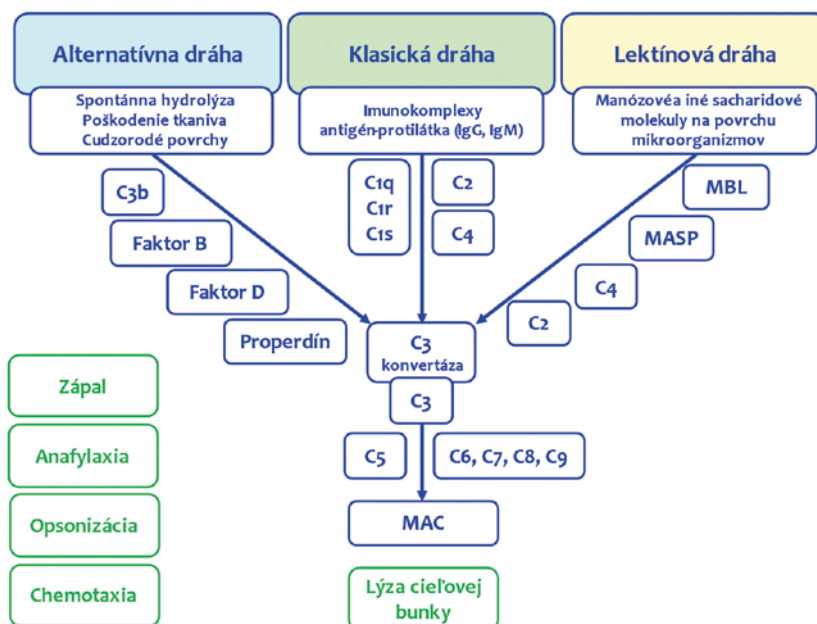 Alternatívna dráha
Klasická dráha
Lektínová dráha
Spontánna hydrolýza
Poškodenie tkaniva
Cudzorodé povrchy
Imunokomplexy
antigén-protilátka (IgG, IgM)
Manózovéa iné sacharidové
molekuly na povrchu
mikroorganizmov
C3b
Faktor B
Faktor D
Properdín
C1q
C1r
C1s
C2
C4
MBL
MASP
C4
C2
C3
konvertáza
C3
C5
C6, C7, C8, C9
MAC
Lýza cieľovej
bunky
Zápal
Anafylaxia
Opsonizácia
Chemotaxia